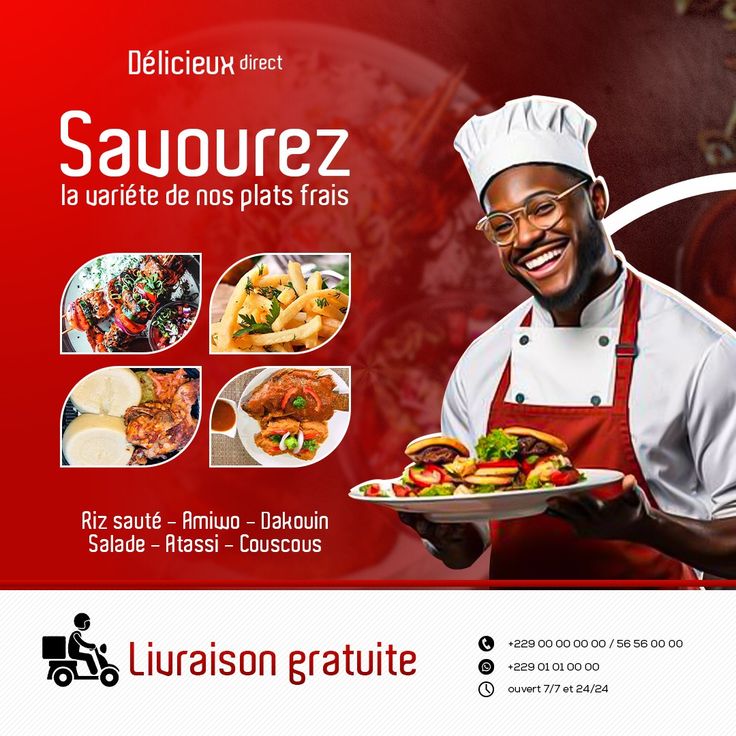 Délicieux direct
Savourez
la variéte de nos plats frais
Riz sauté – Amiwo – Dakouin
Salade – Atassi – Couscous
Livraison gratuite
+229 00 00 00 00 / 56 56 00 00
+229 01 01 00 00
ouvert 7/7 et 24/24